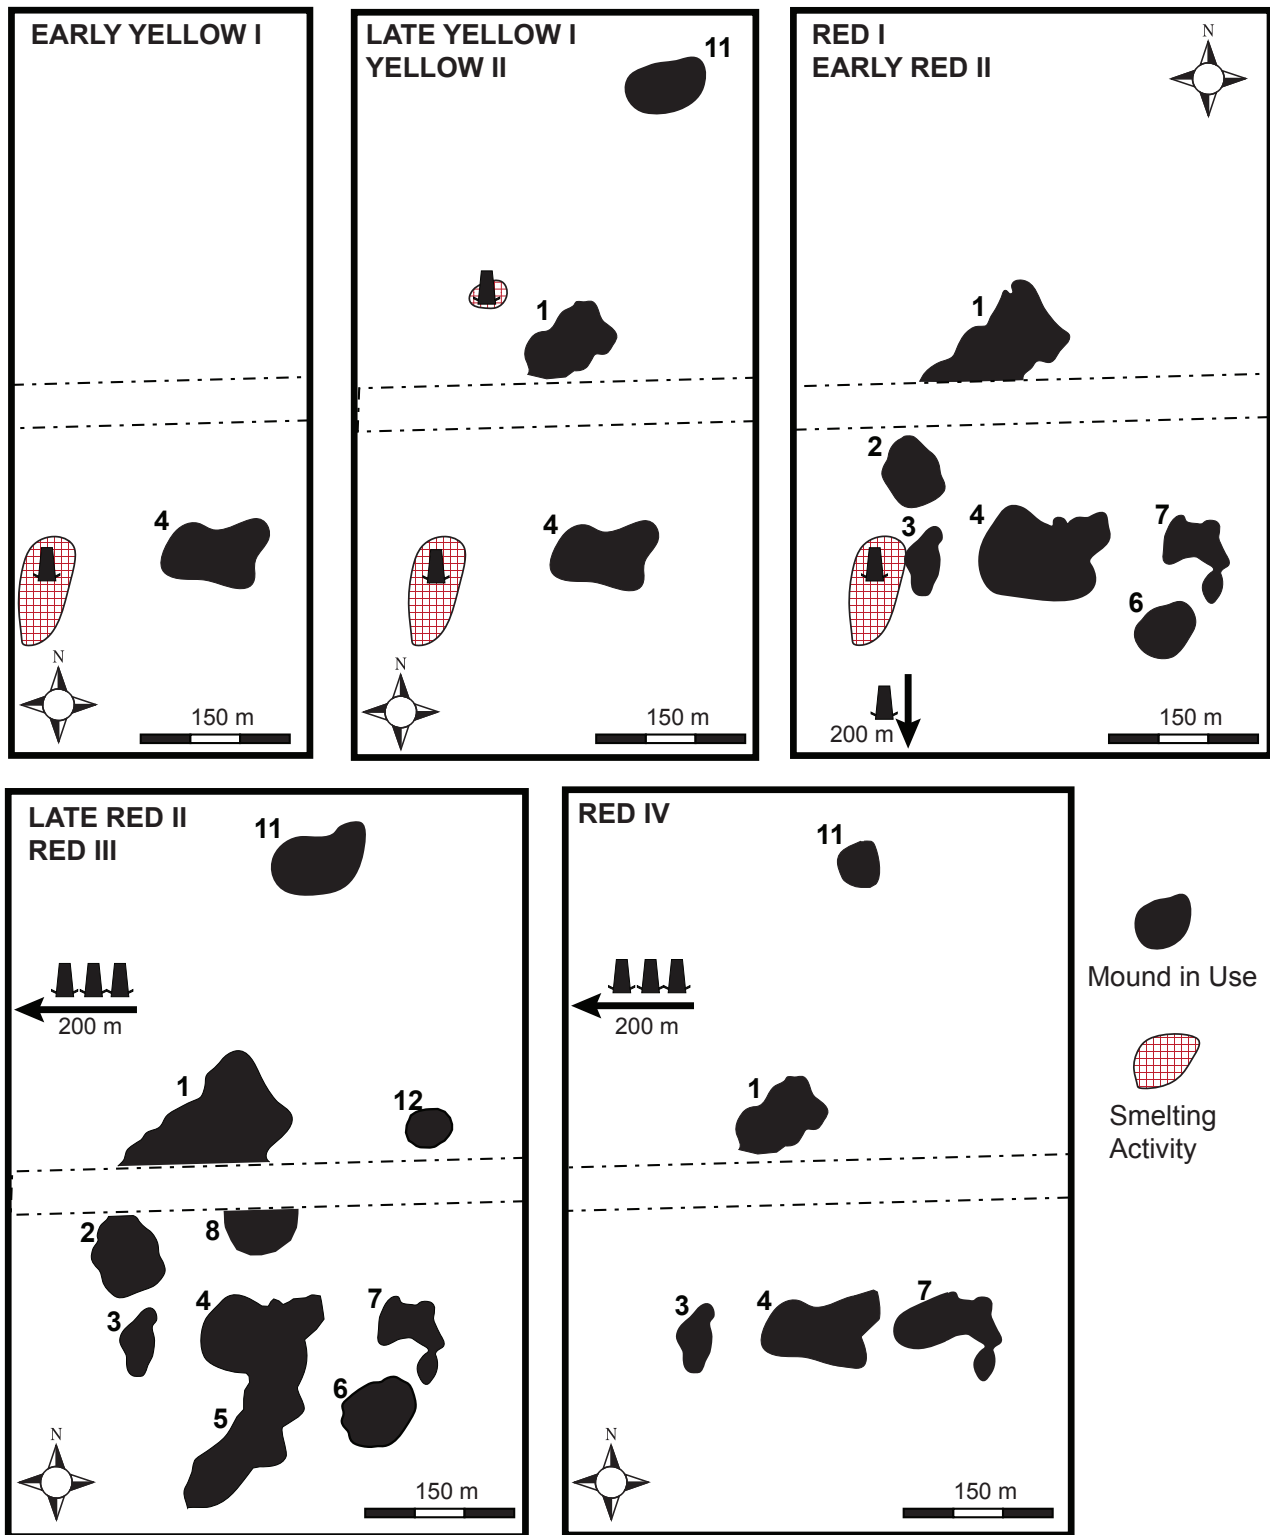 EARLY YELLOW I
4
N
150 m
LATE YELLOW I
YELLOW II
11
1
4
N
150 m
RED I
EARLY RED II
N
1
2
3
4
7
6
200 m
150 m
LATE RED II
RED III
11
200 m
1
12
2
8
3
4
7
6
5
N
150 m
RED IV
11
200 m
1
3
4
7
N
150 m
Mound in Use
Smelting
Activity